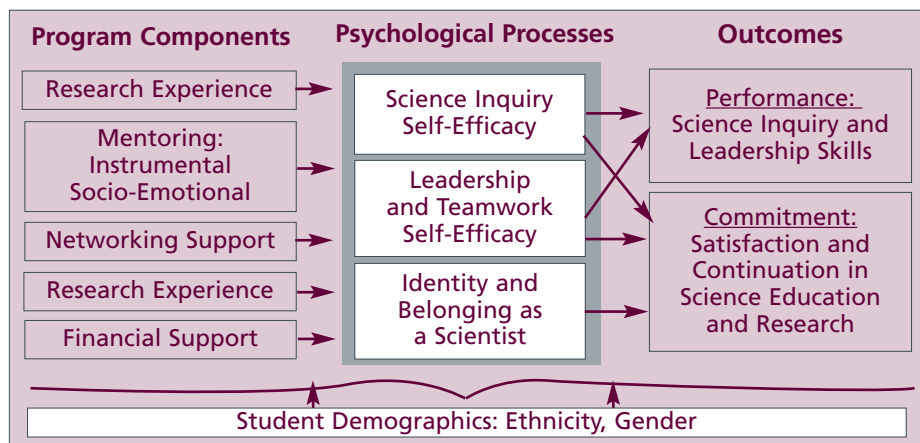 Program Components
Research Experience
Mentoring:
Instrumental
Socio-Emotional
Networking Support
Research Experience
Financial Support
Psychological Processes
Science Inquiry
Self-Efficacy
Leadership
and Teamwork
Self-Efficacy
Identity and
Belonging as
a Scientist
Outcomes
Performance:
Science Inquiry and
Leadership Skills
Commitment:
Satisfaction and
Continuation in
Science Education
and Research
Student Demographics: Ethnicity, Gender